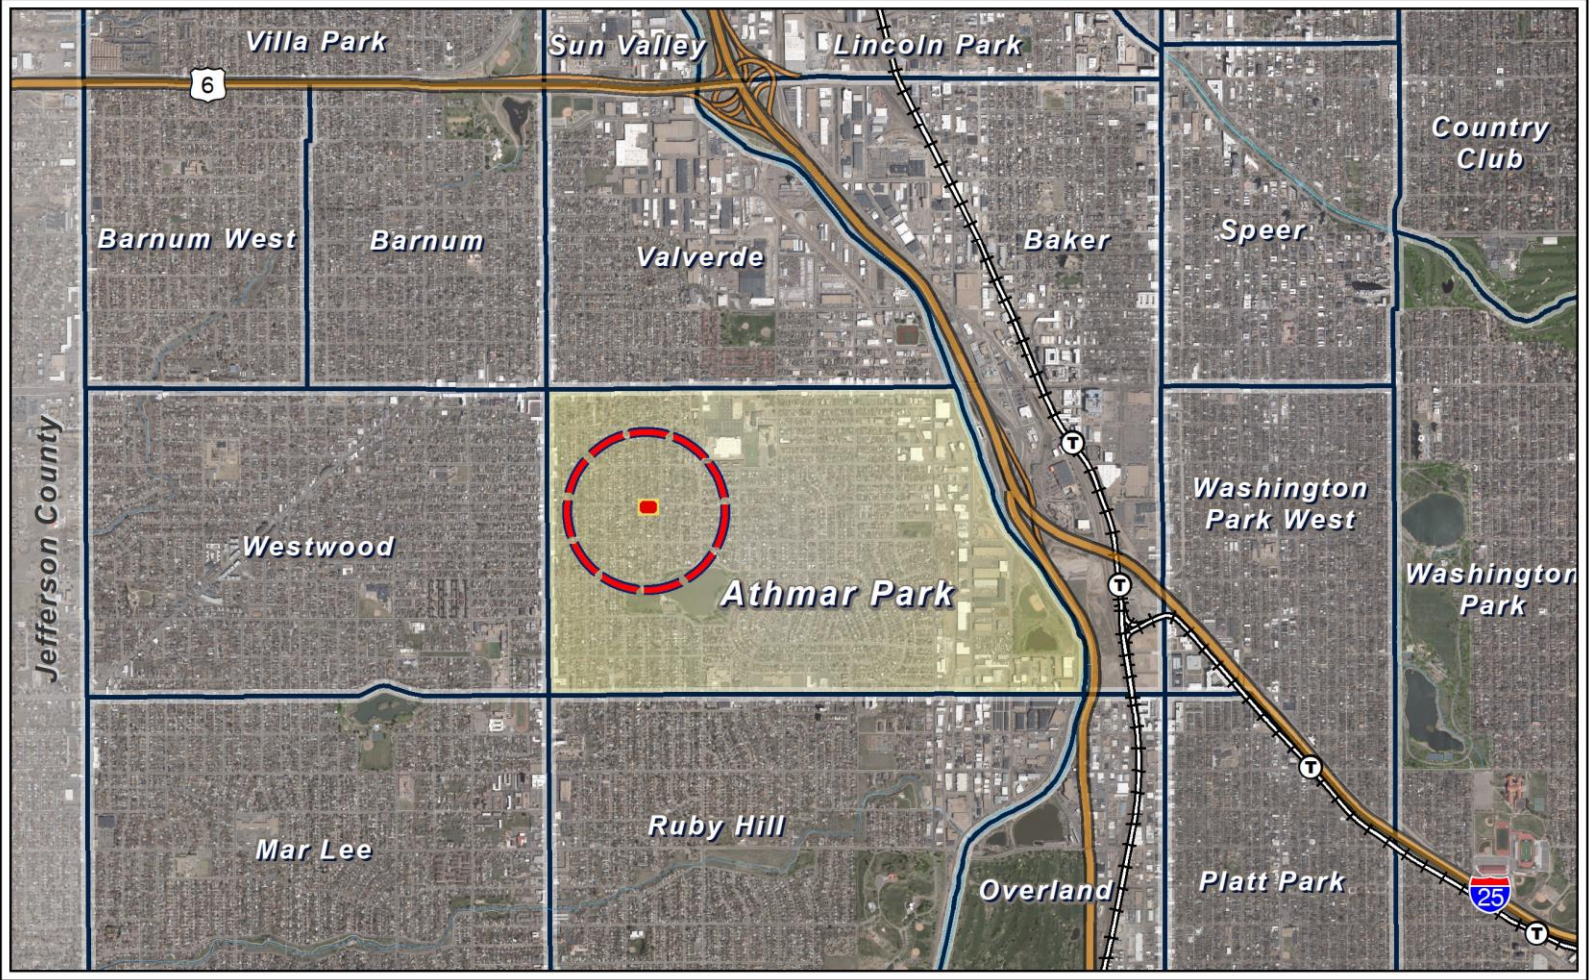 Villa Park
Sun Valley
Lincoln Park
6
Country
Club
Barnum West
Barnum
Valverde
Baker
Speer
Jefferson County
Westwood
Athmar Park
T
Washington
Park West
T
Washington
Park
T
Mar Lee
Ruby Hill
Overland
Platt Park
25
T